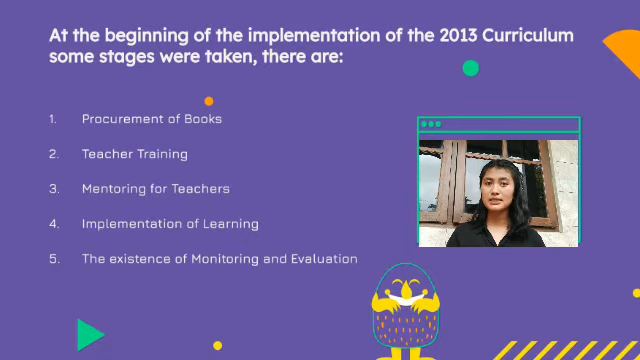 At the beginning of the implementation of the 2013 Curriculum
some stages were taken, there are:
1. Procurement of Books
2. Teacher Training
3. Mentoring for Teachers
4. Implementation of Learning
5. The existence of Monitoring and Evaluation